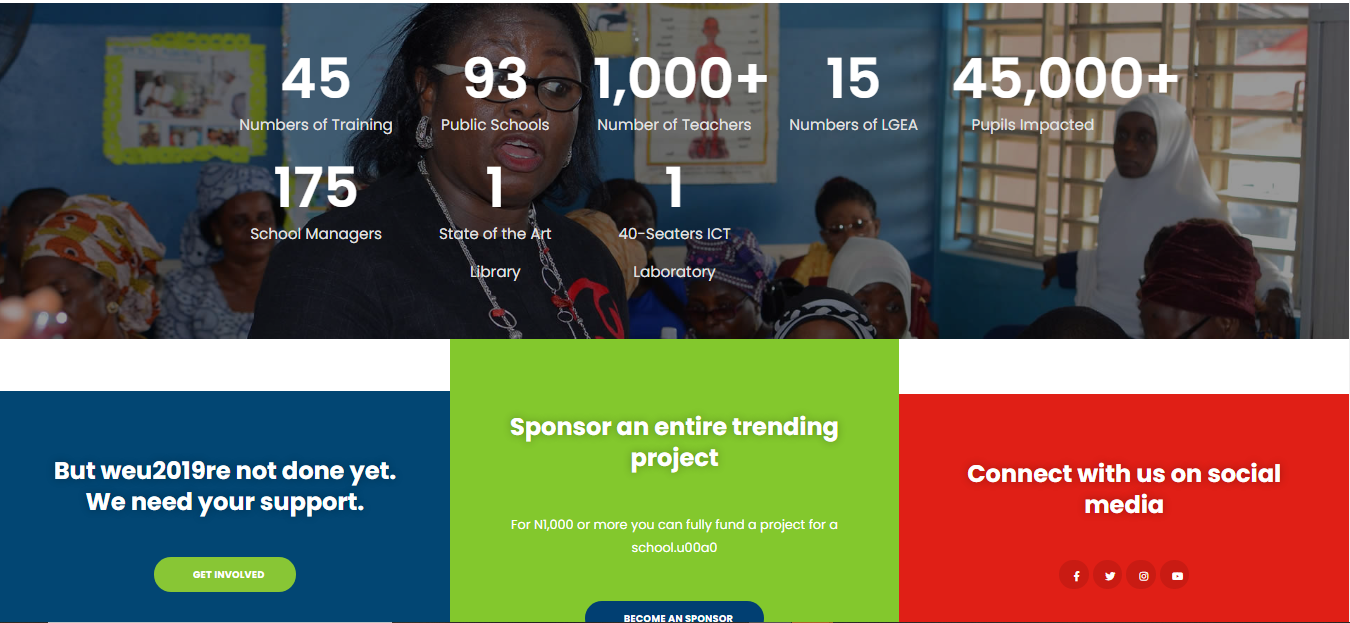 45 93 1,000+ 15 45,000+
Numbers of Training Public Schools Number of Teachers Numbers of LGEA Pupils Impacted
175 1 1
School Managers State of the Art 40-Seaters ICT
Library Laboratory
But weu2019re not done yet.
We need your support.
GET INVOLVED
Sponsor an entire trending
project
For N1,000 or more you can fully fund a project for a
school.u00a0
BECOME AN SPONSOR
Connect with us on social
media